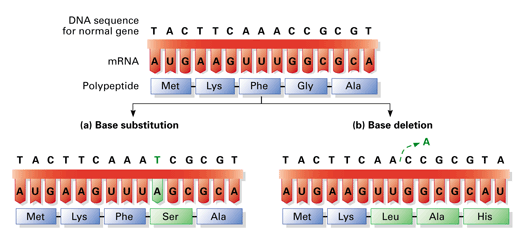 DNA sequence
for normal gene
T A C T T C A A A C C G C G T
mRNA
A U G A A G U U U G G C G C A
Polypeptide
Met Lys Phe Gly Ala
(a) Base substitution
T A C T T C A A A T C G C G T
A U G A A G U U U A G C G C A
Met Lys Phe Ser Ala
(b) Base deletion
A
T A C T T C A A C C G C G T A
A U G A A G U U G G C G C A U
Met Lys Leu Ala His